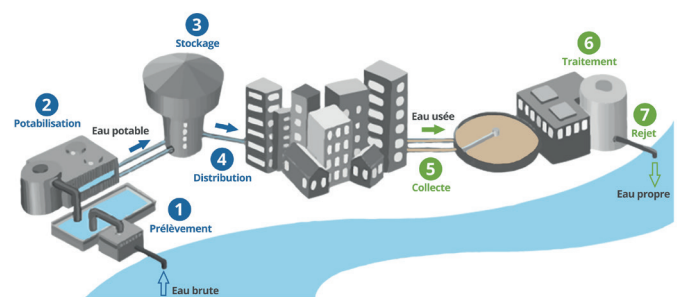 3
Stockage
6
Traitement
2
Potabilisation
Eau potable
Eau usée
7
Rejet
4
Distribution
5
Collecte
Eau propre
1
Prélèvement
Eau brute